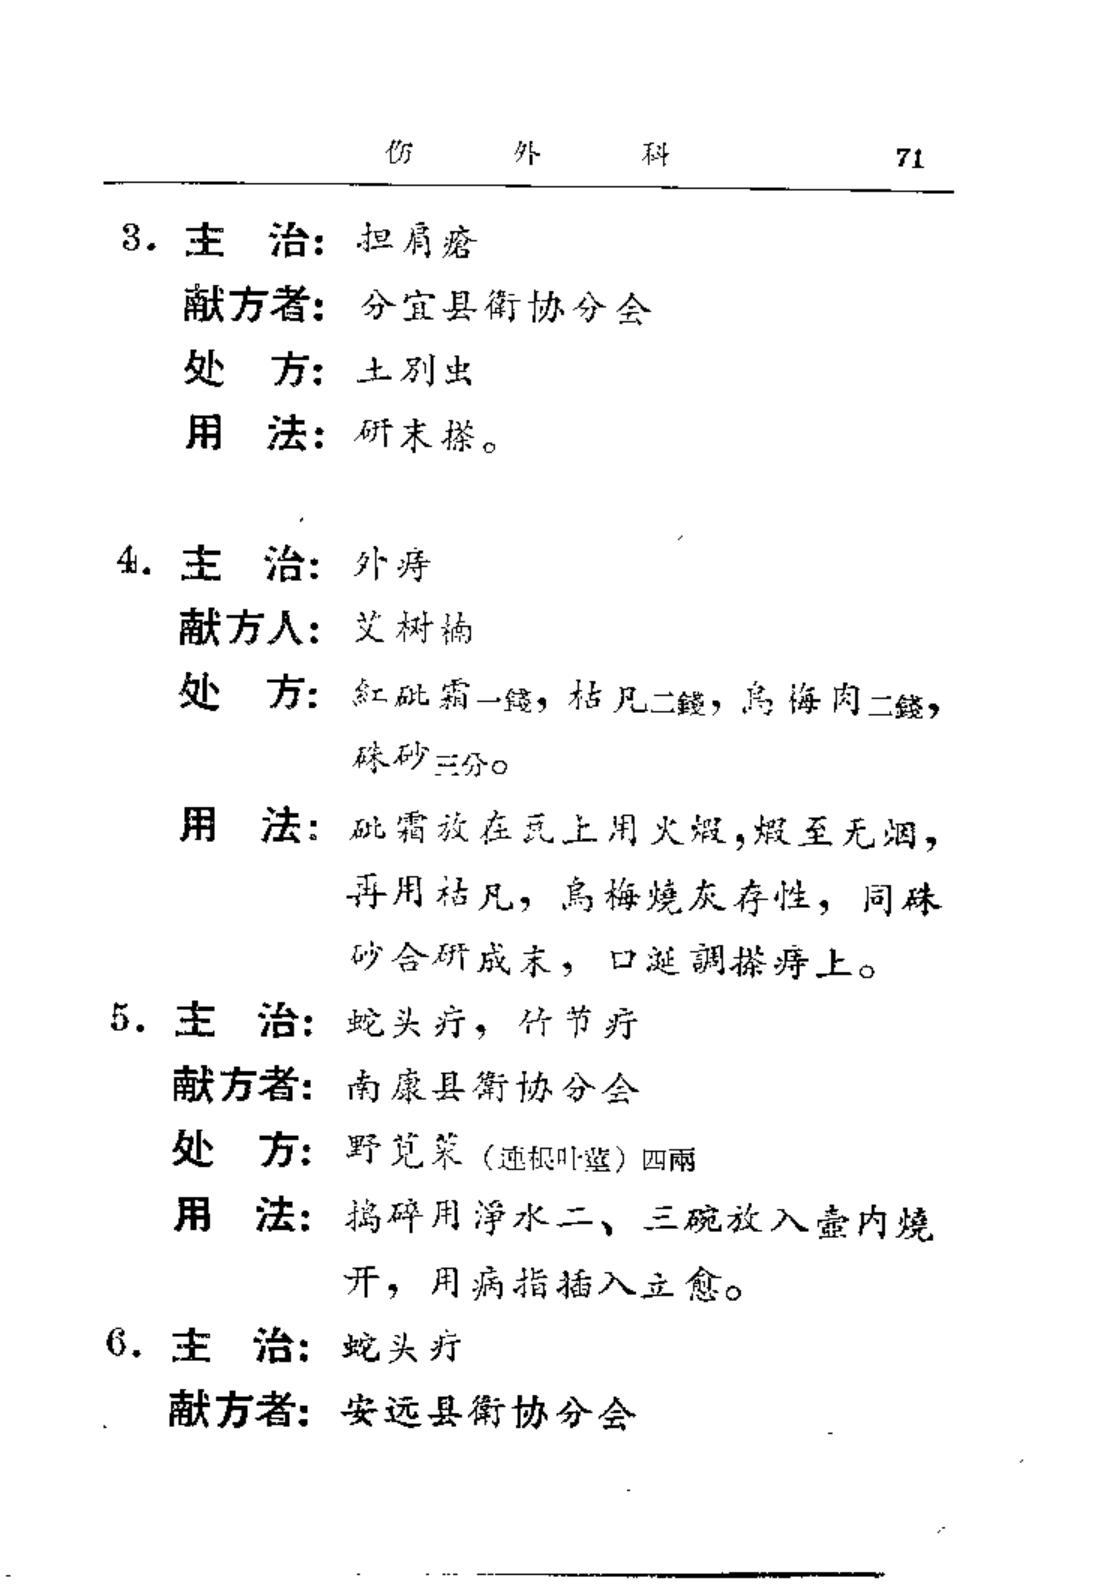 伤 外 科 71
3. 主 治: 担肩瘡
献方者: 分宜县衛协分会
处 方: 土别虫
用 法: 研末搽。
4. 主 治: 外痔
献方人: 艾树楠
处 方: 紅砒霜一錢, 枯凡二錢, 烏梅肉二錢,
硃砂三分。
用 法: 砒霜放在瓦上用火煆,煆至无烟,
再用枯凡, 烏梅燒灰存性, 同硃
砂合研成末, 口涎調搽痔上。
5. 主 治: 蛇头疔, 竹节疔
献方者: 南康县衛协分会
处 方: 野苋菜 (連根叶莖) 四兩
用 法: 搗碎用淨水二、三碗放入壺内燒
开, 用病指插入立愈。
6. 主 治: 蛇头疔
献方者: 安远县衛协分会